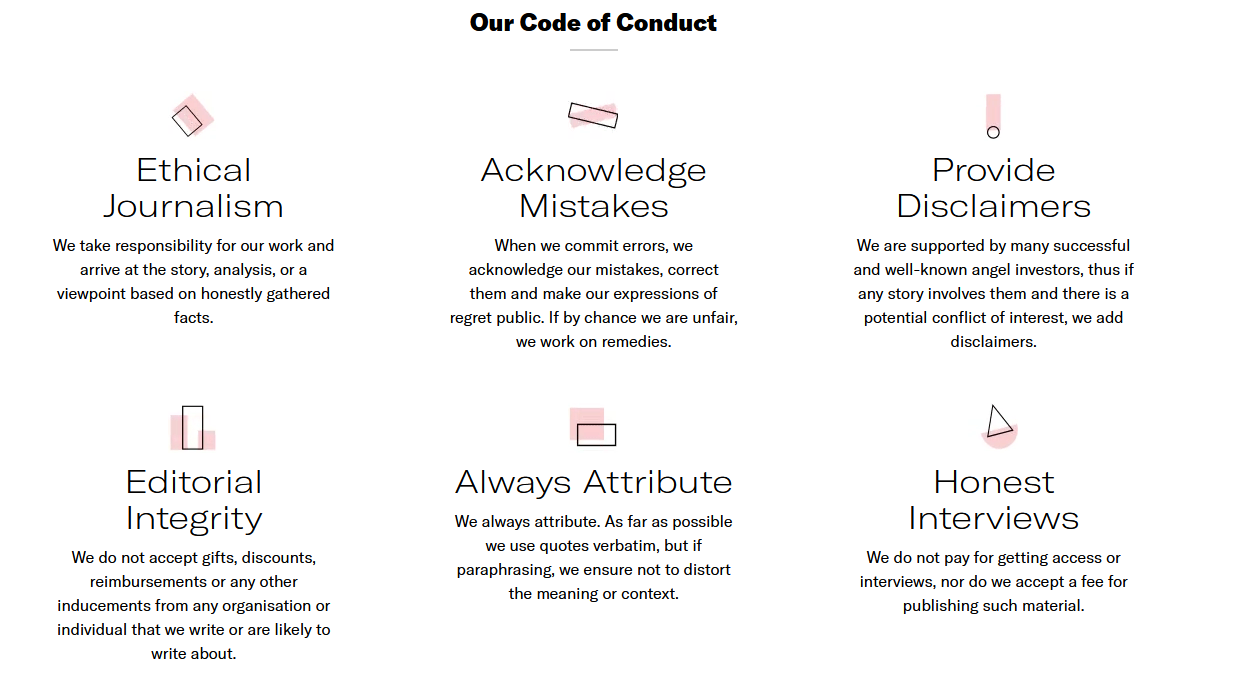 Our Code of Conduct
Ethical
Journalism
We take responsibility for our work and
arrive at the story, analysis, or a
viewpoint based on honestly gathered
facts.
Acknowledge
Mistakes
When we commit errors, we
acknowledge our mistakes, correct
them and make our expressions of
regret public. If by chance we are unfair,
we work on remedies.
Provide
Disclaimers
We are supported by many successful
and well-known angel investors, thus if
any story involves them and there is a
potential conflict of interest, we add
disclaimers.
Editorial
Integrity
We do not accept gifts, discounts,
reimbursements or any other
inducements from any organisation or
individual that we write or are likely to
write about.
Always Attribute
We always attribute. As far as possible
we use quotes verbatim, but if
paraphrasing, we ensure not to distort
the meaning or context.
Honest
Interviews
We do not pay for getting access or
interviews, nor do we accept a fee for
publishing such material.